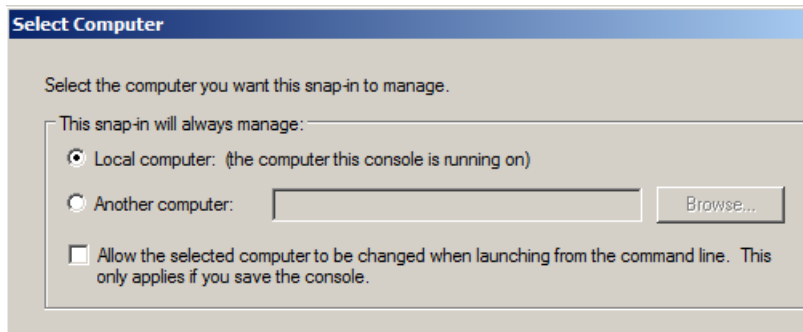 Select Computer
Select the computer you want this snap-in to manage.
This snap-in will always manage:
Local computer: (the computer this console is running on)
Another computer:
Browse...
Allow the selected computer to be changed when launching from the command line. This
only applies if you save the console.